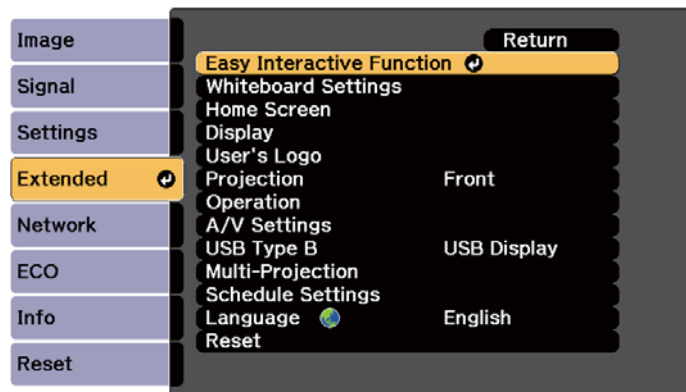 Image
Signal
Settings
Extended
Network
ECO
Info
Reset
Return
Easy Interactive Function
Whiteboard Settings
Home Screen
Display
User's Logo
Projection Front
Operation
A/V Settings
USB Type B USB Display
Multi-Projection
Schedule Settings
Language English
Reset